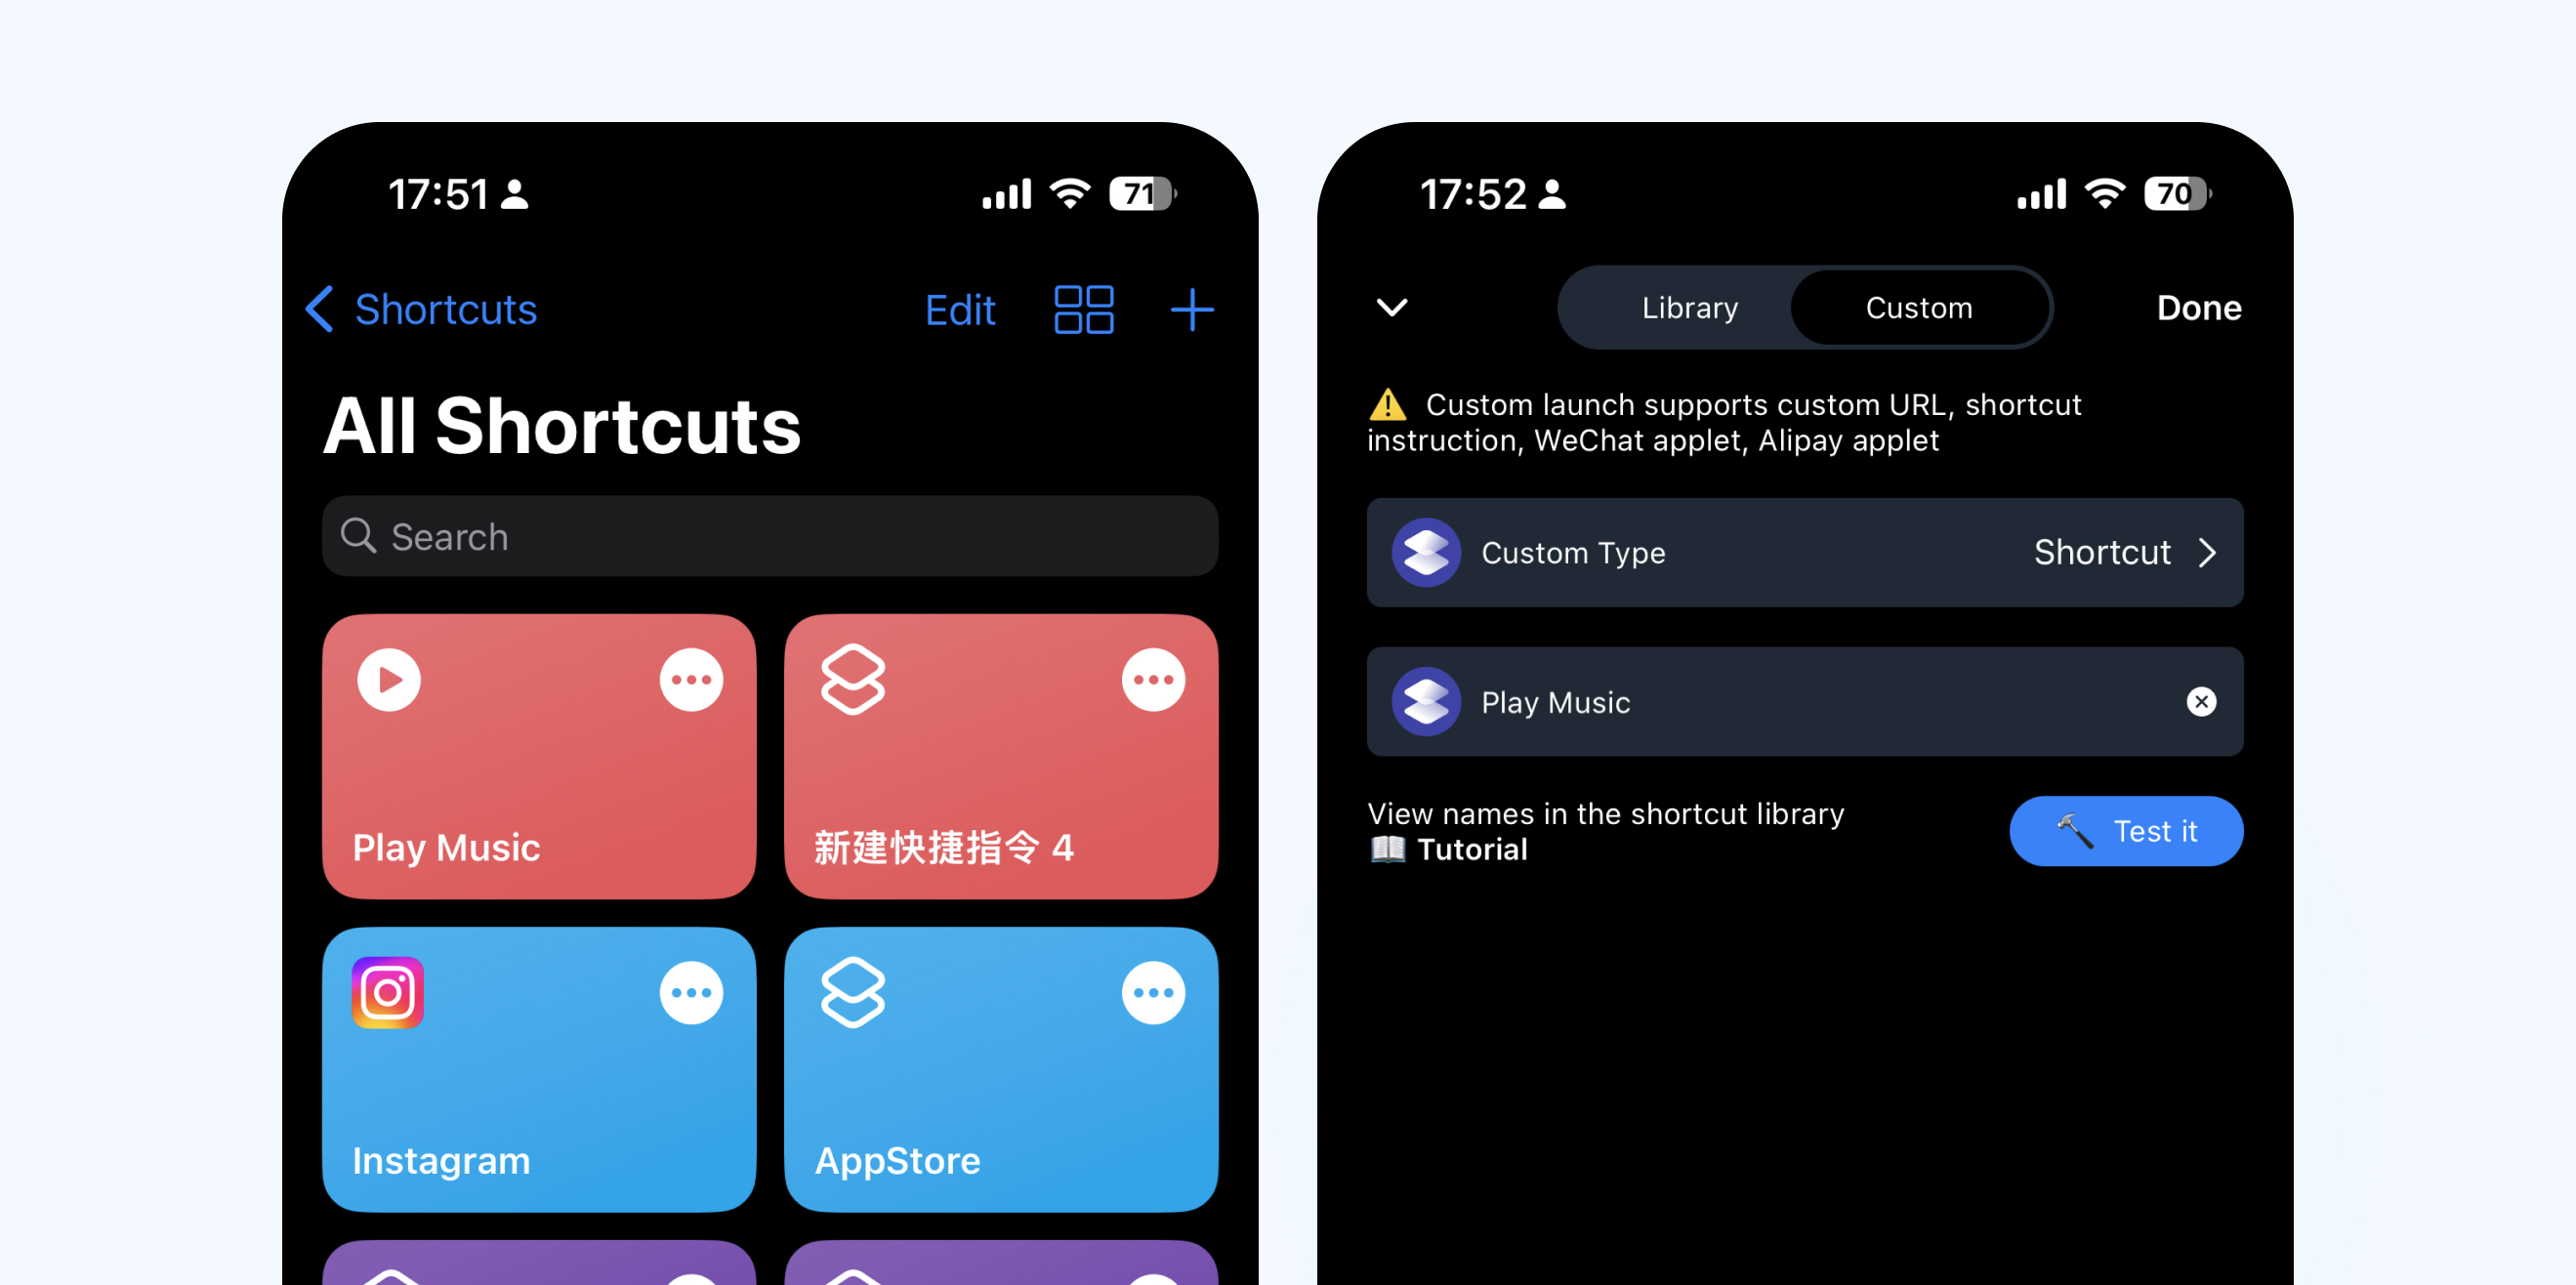 17:51
71
Shortcuts
Edit
All Shortcuts
Search
Play Music
新建快捷指令 4
Instagram
AppStore
17:52
70
Library
Custom
Done
⚠️ Custom launch supports custom URL, shortcut
instruction, WeChat applet, Alipay applet
Custom Type
Shortcut
Play Music
View names in the shortcut library
📖 Tutorial
🔨 Test it